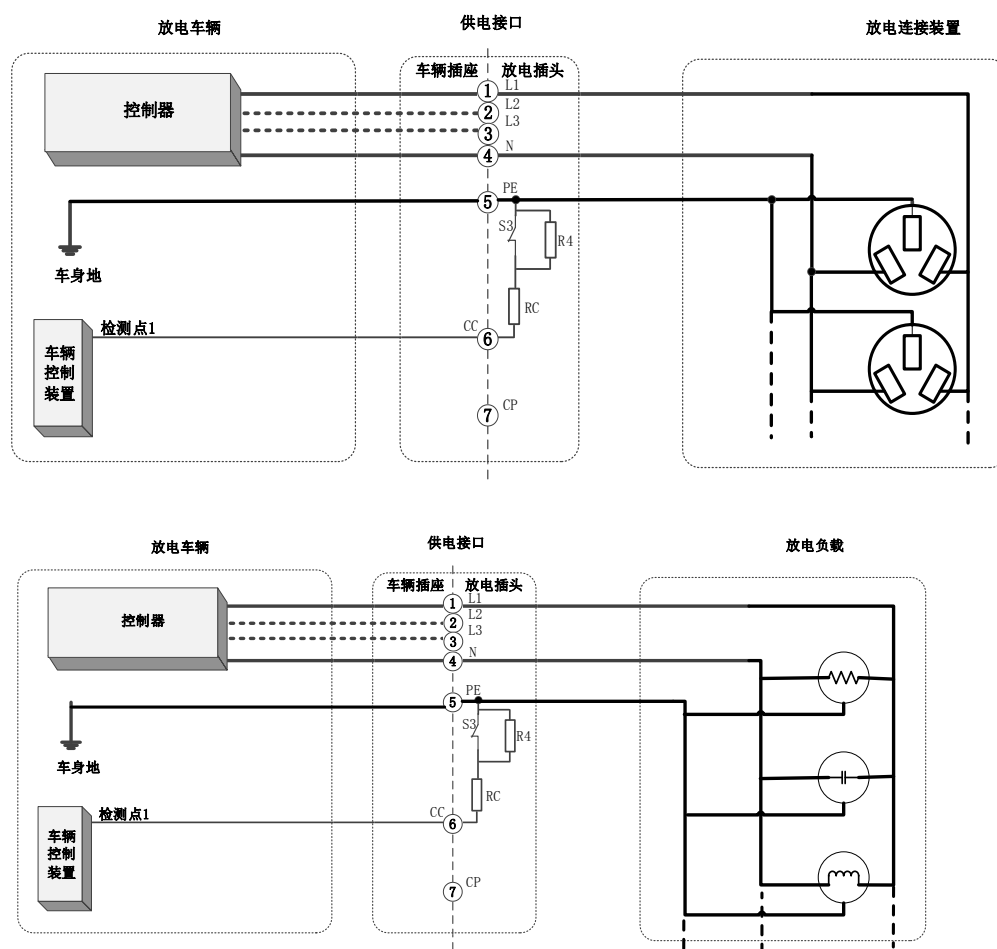 放电车辆
供电接口
放电连接装置
车辆插座 放电插头
控制器
1 L1
2 L2
3 L3
4 N
5 PE
S3
R4
车身地
RC
检测点1
CC
6
车辆
控制
装置
7 CP
放电车辆
供电接口
放电负载
车辆插座 放电插头
控制器
1 L1
2 L2
3 L3
4 N
5 PE
S3
R4
车身地
RC
检测点1
CC
6
车辆
控制
装置
7 CP